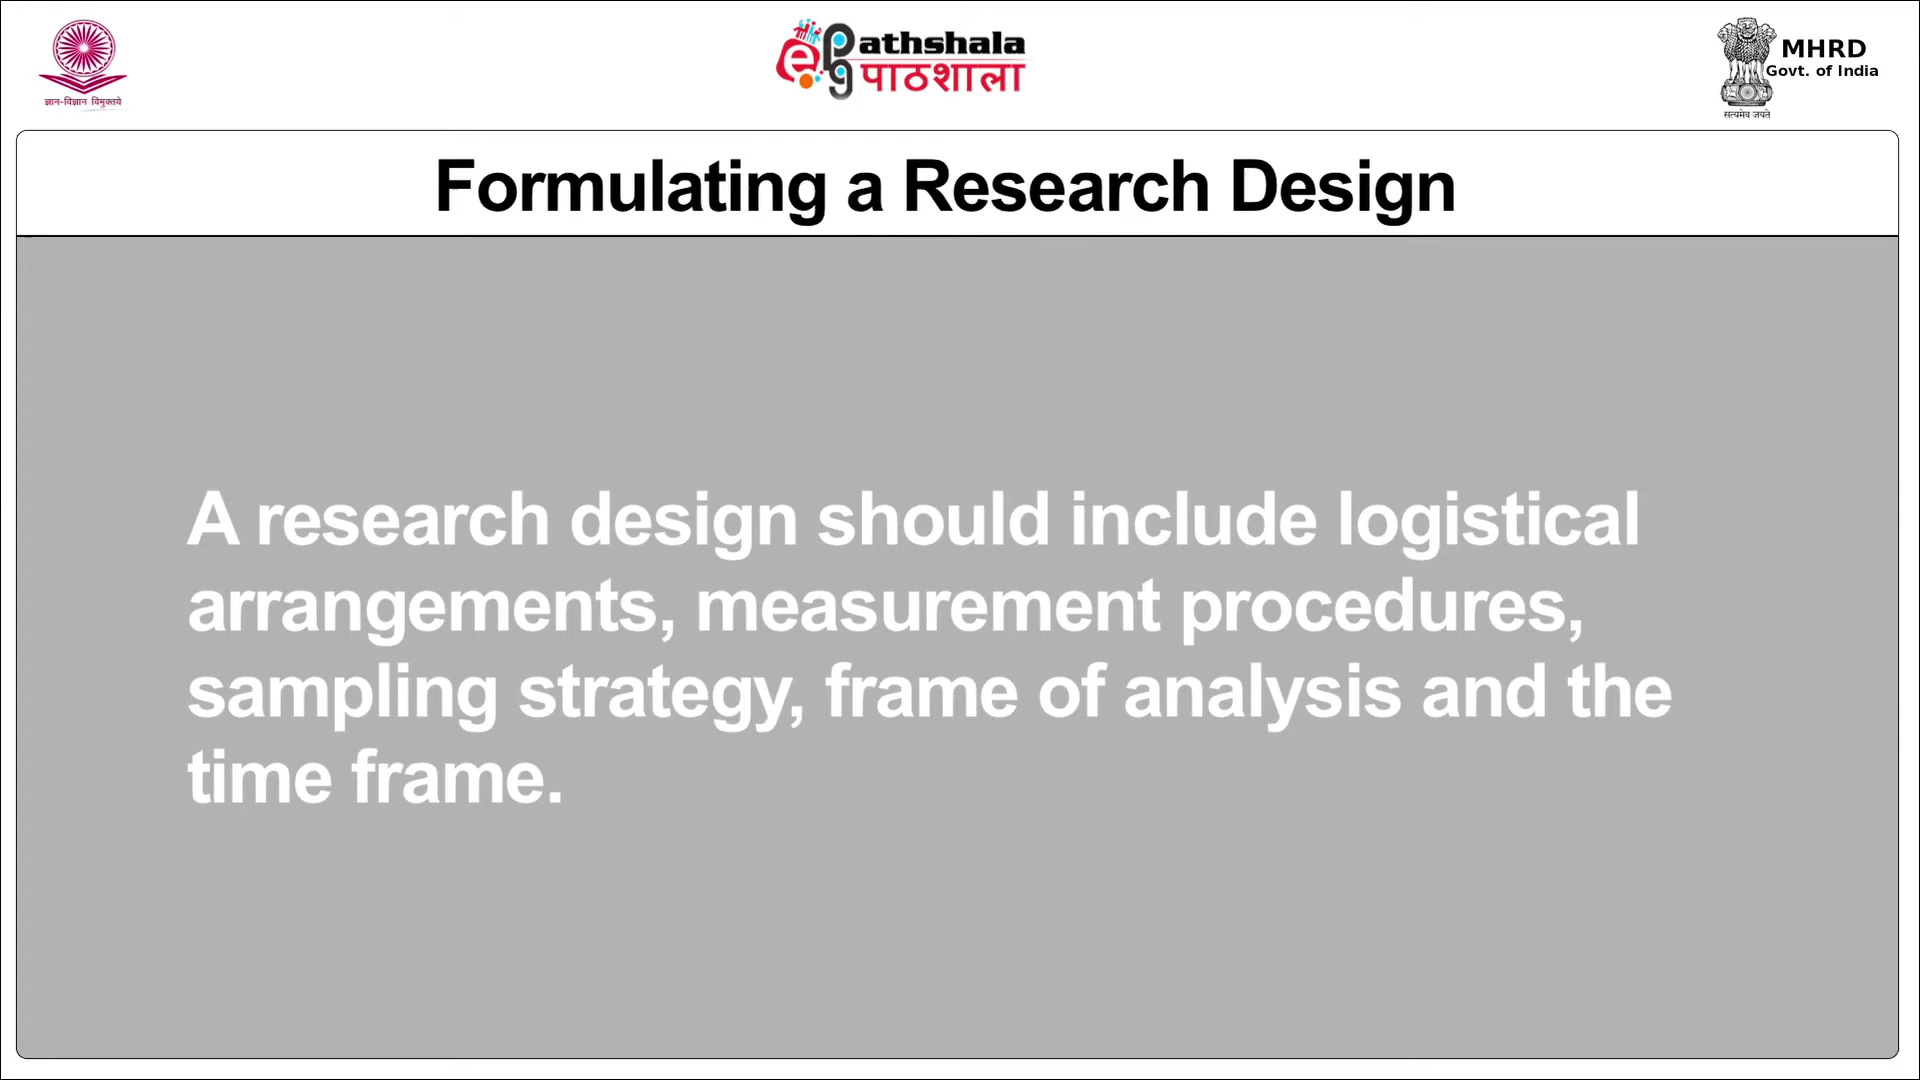 ज्ञान-विज्ञान विमुक्तये
ePGathshala
पाठशाला
MHRD
Govt. of India
सत्यमेव जयते
Formulating a Research Design
A research design should include logistical
arrangements, measurement procedures,
sampling strategy, frame of analysis and the
time frame.